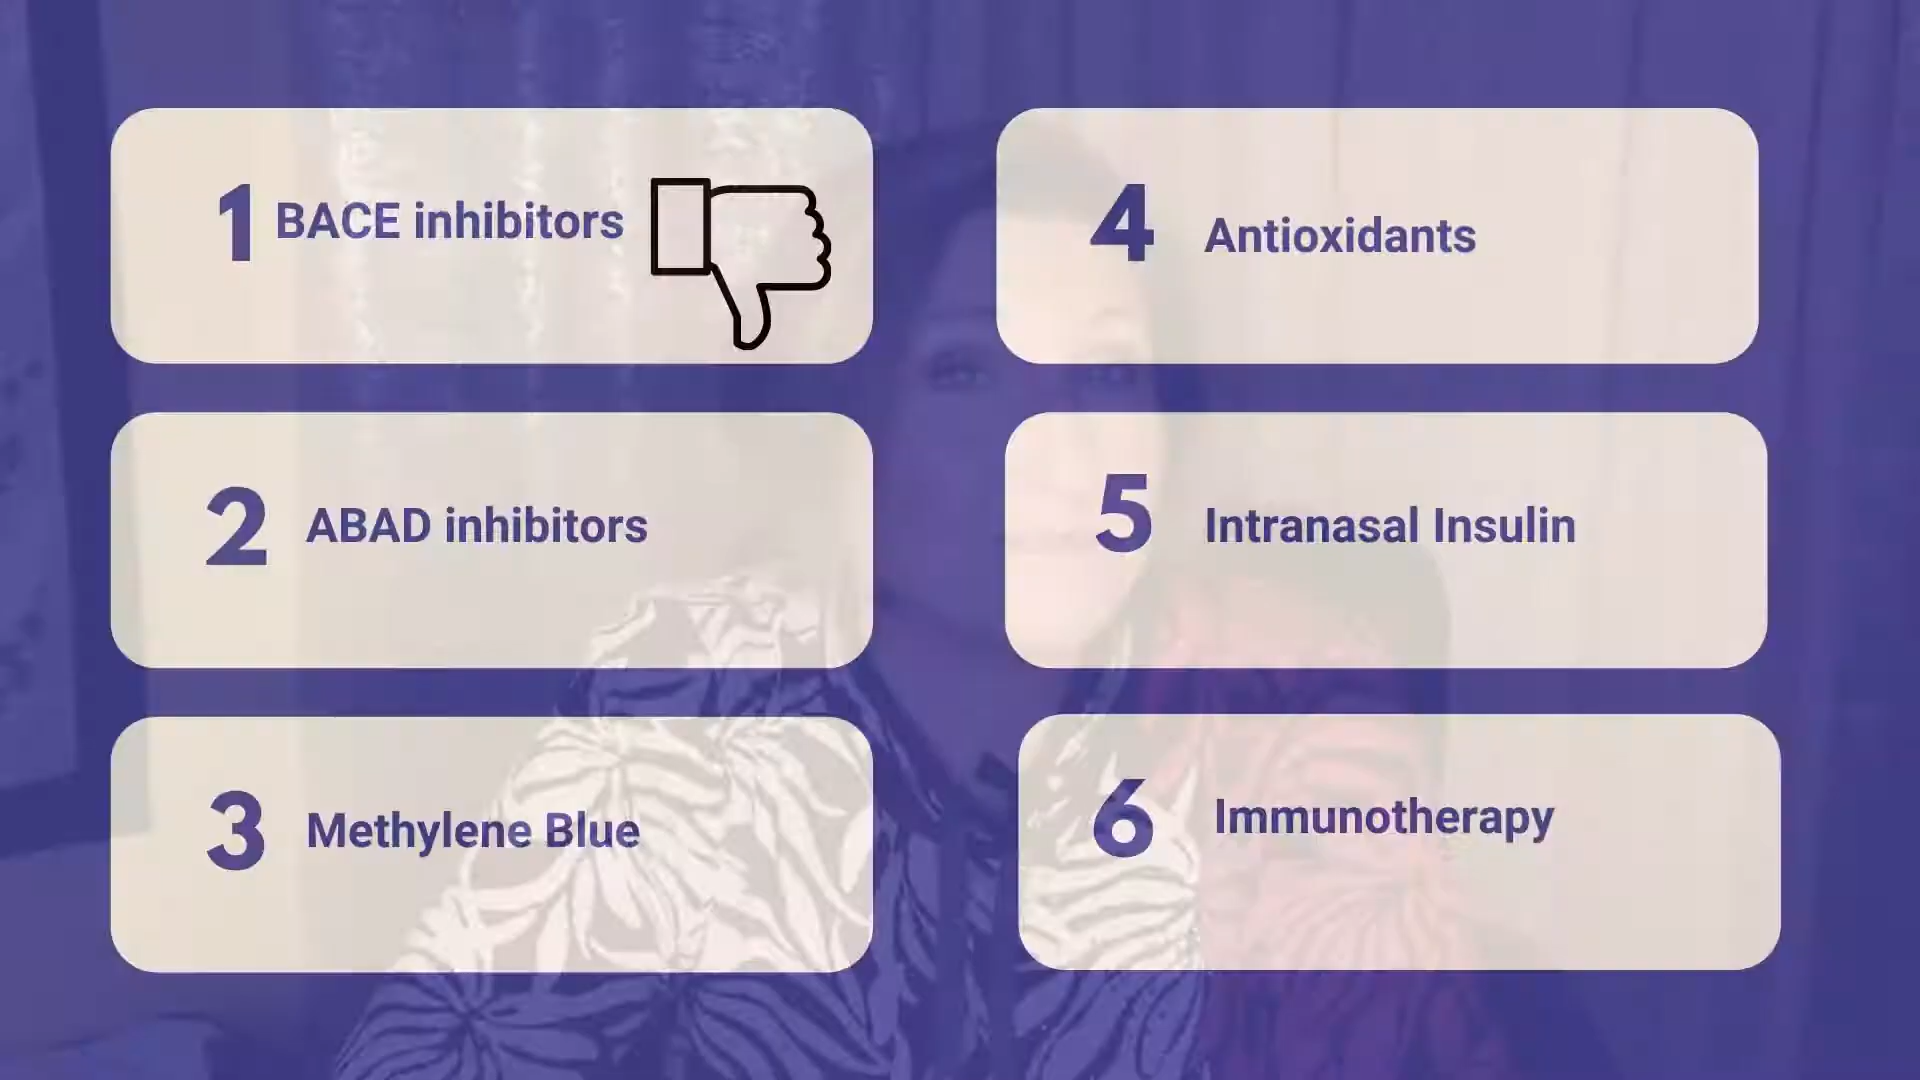 1 BACE inhibitors
2 ABAD inhibitors
3 Methylene Blue
4 Antioxidants
5 Intranasal Insulin
6 Immunotherapy